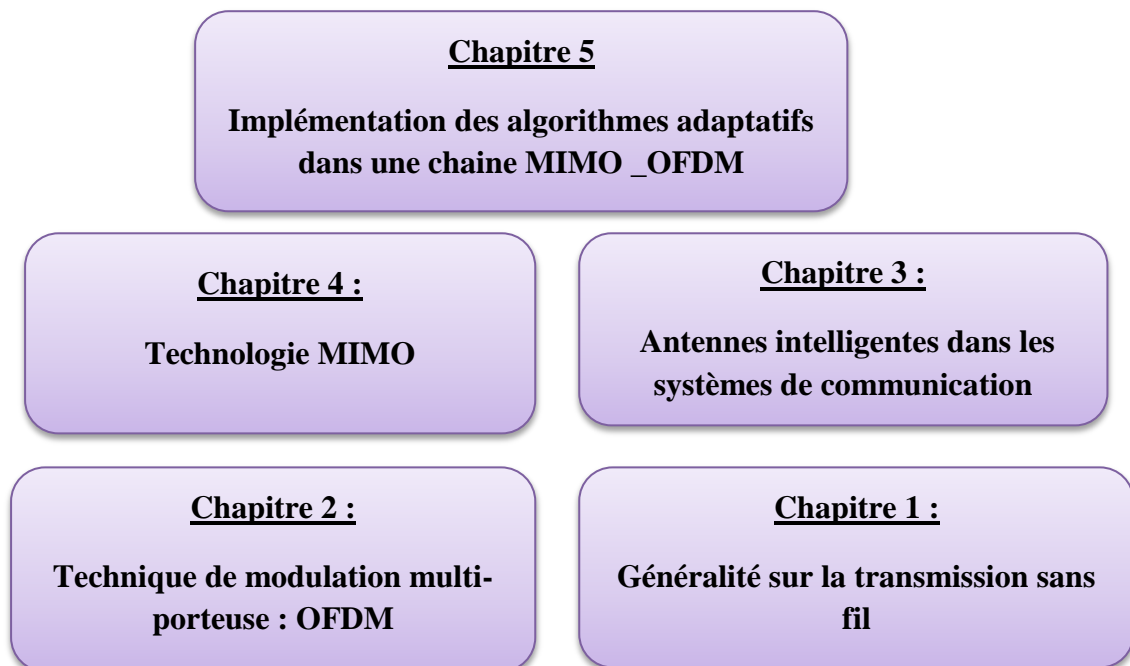 Chapitre 5
Implémentation des algorithmes adaptatifs
dans une chaine MIMO _OFDM
Chapitre 4 :
Technologie MIMO
Chapitre 3 :
Antennes intelligentes dans les
systèmes de communication
Chapitre 2 :
Technique de modulation multi-
porteuse : OFDM
Chapitre 1 :
Généralité sur la transmission sans
fil